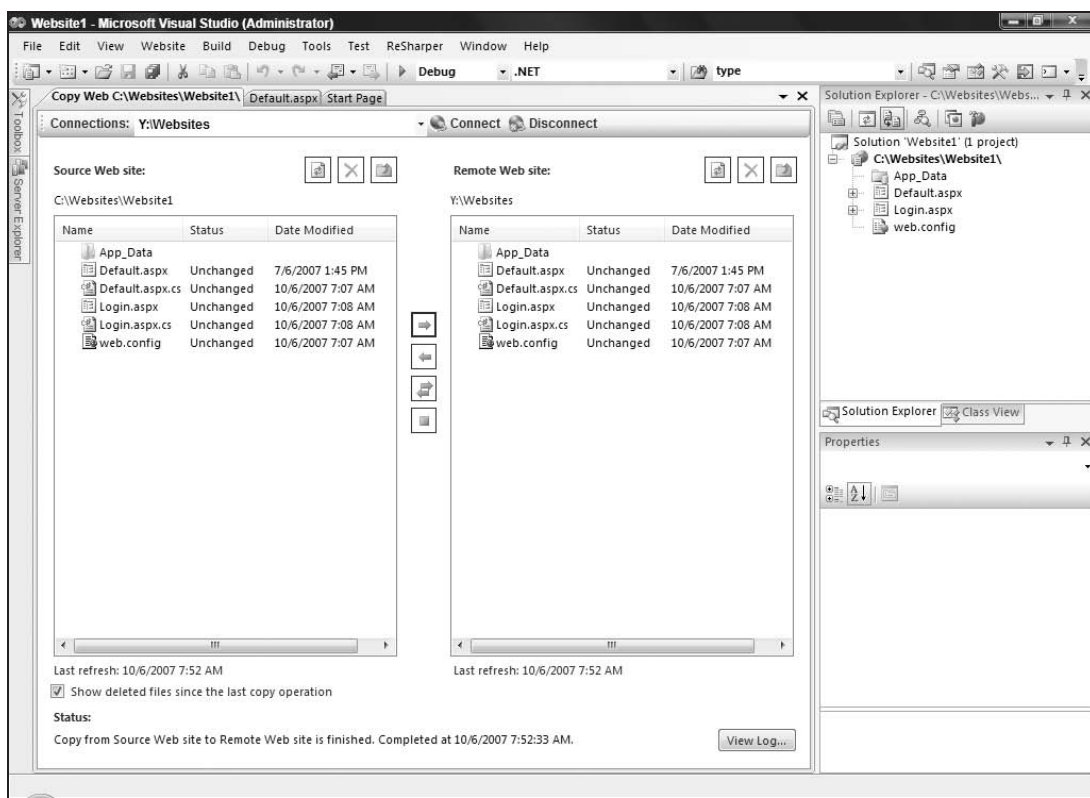 Website1 - Microsoft Visual Studio (Administrator)
File Edit View Website Build Debug Tools Test ReSharper Window Help
Debug .NET type
Toolbox
Server Explorer
Copy Web C:\Websites\Website1\ Default.aspx Start Page
Connections: Y:\Websites Connect Disconnect
Source Web site:
C:\Websites\Website1
Name Status Date Modified
App_Data
Default.aspx Unchanged 7/6/2007 1:45 PM
Default.aspx.cs Unchanged 10/6/2007 7:07 AM
Login.aspx Unchanged 10/6/2007 7:08 AM
Login.aspx.cs Unchanged 10/6/2007 7:08 AM
web.config Unchanged 10/6/2007 7:07 AM
Last refresh: 10/6/2007 7:52 AM
Remote Web site:
Y:\Websites
Name Status Date Modified
App_Data
Default.aspx Unchanged 7/6/2007 1:45 PM
Default.aspx.cs Unchanged 10/6/2007 7:07 AM
Login.aspx Unchanged 10/6/2007 7:08 AM
Login.aspx.cs Unchanged 10/6/2007 7:08 AM
web.config Unchanged 10/6/2007 7:07 AM
Last refresh: 10/6/2007 7:52 AM
Show deleted files since the last copy operation
Status:
Copy from Source Web site to Remote Web site is finished. Completed at 10/6/2007 7:52:33 AM.
View Log...
Solution Explorer - C:\Websites\Webs...
Solution 'Website1' (1 project)
C:\Websites\Website1\
App_Data
Default.aspx
Login.aspx
web.config
Solution Explorer Class View
Properties